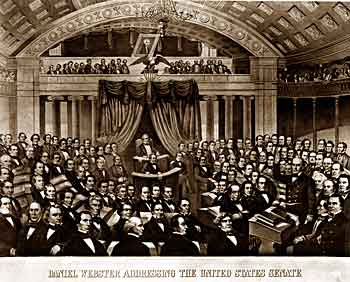 DANIEL WEBSTER ADDRESSING THE UNITED STATES SENATE